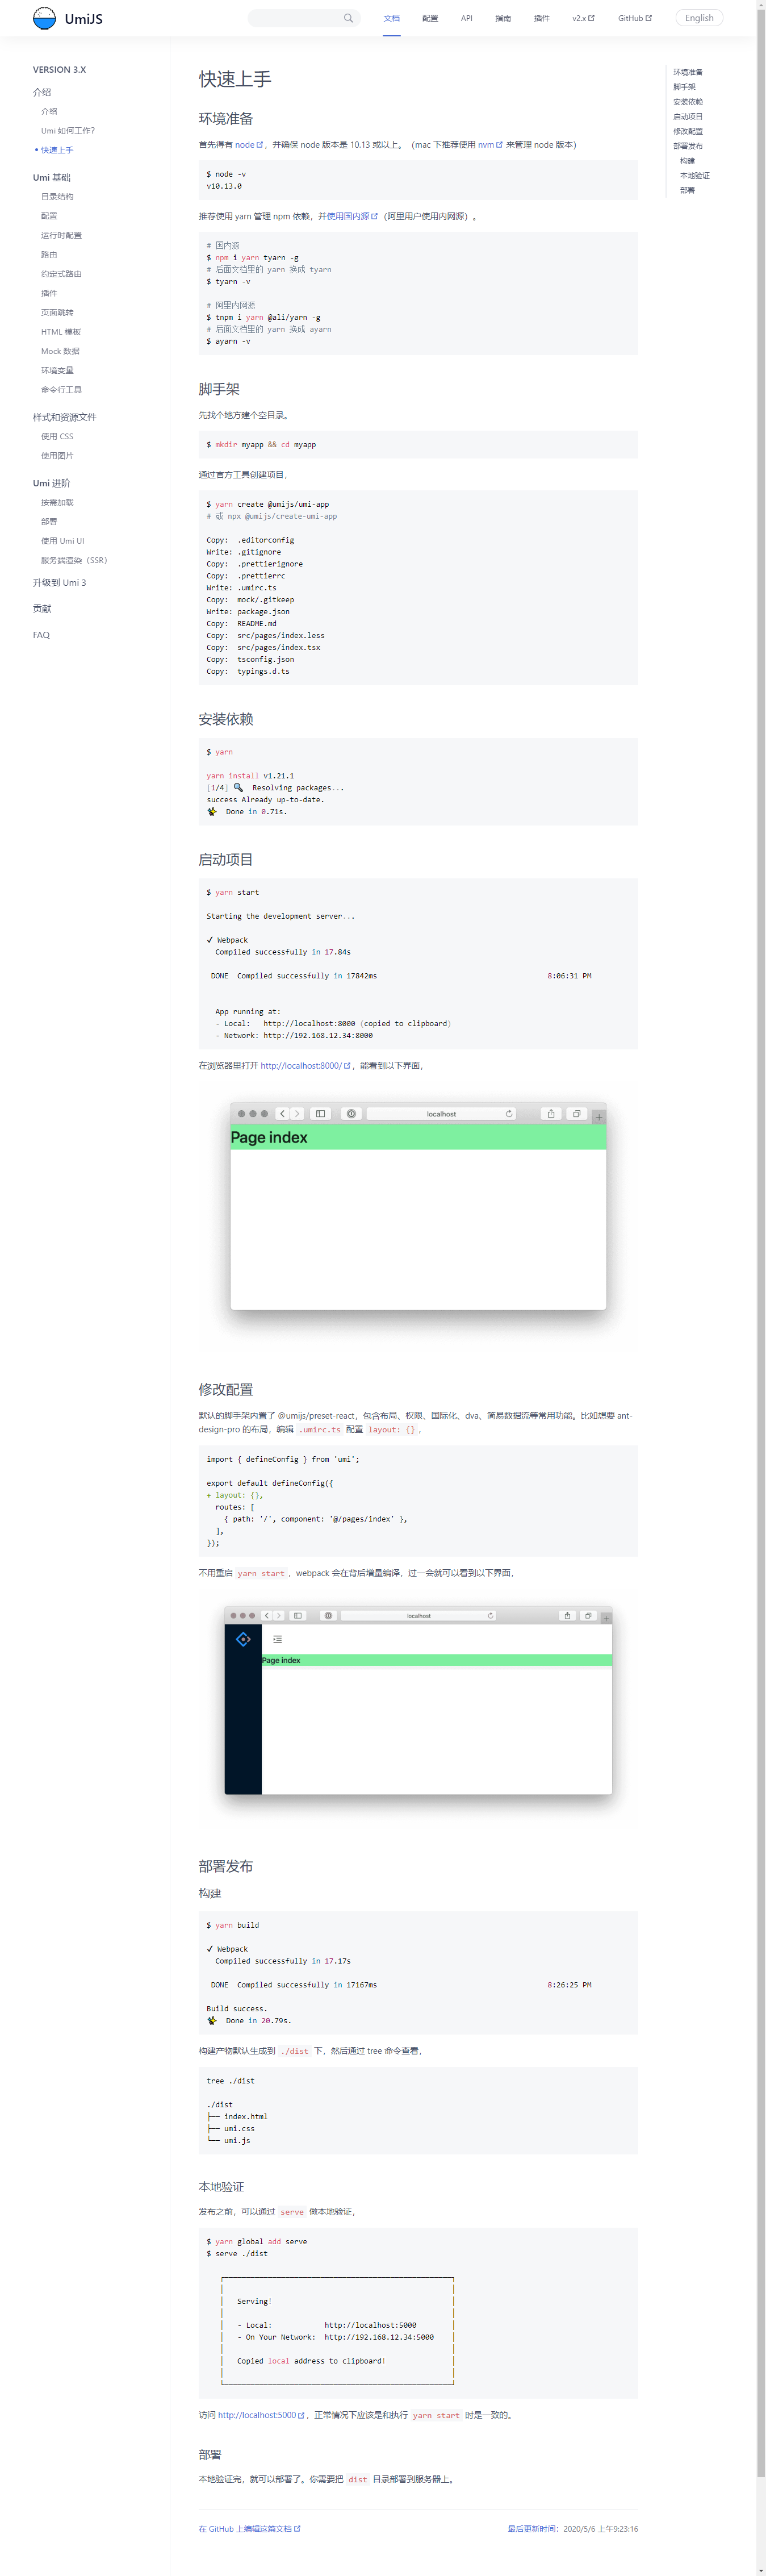 UmiJS
文档 配置 API 指南 插件 v2.x GitHub English
VERSION 3.X
介绍
介绍
Umi 如何工作?
快速上手
Umi 基础
目录结构
配置
运行时配置
路由
约定式路由
插件
页面跳转
HTML 模板
Mock 数据
环境变量
命令行工具
样式和资源文件
使用 CSS
使用图片
Umi 进阶
按需加载
部署
使用 Umi UI
服务端渲染（SSR）
升级到 Umi 3
贡献
FAQ
快速上手
环境准备
首先得有 node，并确保 node 版本是 10.13 或以上。（mac 下推荐使用 nvm 来管理 node 版本）
$ node -v
v10.13.0
推荐使用 yarn 管理 npm 依赖，并使用国内源（阿里用户使用内网源）。
# 国内源
$ npm i yarn tyarn -g
# 后面文档里的 yarn 换成 tyarn
$ tyarn -v
# 阿里内网源
$ tnpm i yarn @ali/yarn -g
# 后面文档里的 yarn 换成 ayarn
$ ayarn -v
脚手架
先找个地方建个空目录。
$ mkdir myapp && cd myapp
通过官方工具创建项目，
$ yarn create @umijs/umi-app
# 或 npx @umijs/create-umi-app
Copy:  .editorconfig
Write: .gitignore
Copy:  .prettierignore
Copy:  .prettierrc
Write: .umirc.ts
Copy:  mock/.gitkeep
Write: package.json
Copy:  README.md
Copy:  src/pages/index.less
Copy:  src/pages/index.tsx
Copy:  tsconfig.json
Copy:  typings.d.ts
安装依赖
$ yarn
yarn install v1.21.1
[1/4] 🔍  Resolving packages...
success Already up-to-date.
✨  Done in 0.71s.
启动项目
$ yarn start
Starting the development server...
✔ Webpack
Compiled successfully in 17.84s
DONE  Compiled successfully in 17842ms 8:06:31 PM
App running at:
- Local:   http://localhost:8000 (copied to clipboard)
- Network: http://192.168.12.34:8000
在浏览器里打开 http://localhost:8000/，能看到以下界面，
localhost
Page index
修改配置
默认的脚手架内置了 @umijs/preset-react，包含布局、权限、国际化、dva、简易数据流等常用功能。比如想要 ant-
design-pro 的布局，编辑 .umirc.ts 配置 layout: {}，
import { defineConfig } from 'umi';
export default defineConfig({
+ layout: {},
routes: [
{ path: '/', component: '@/pages/index' },
],
});
不用重启 yarn start，webpack 会在背后增量编译，过一会就可以看到以下界面，
localhost
Page index
部署发布
构建
$ yarn build
✔ Webpack
Compiled successfully in 17.17s
DONE  Compiled successfully in 17167ms 8:26:25 PM
Build success.
✨  Done in 20.79s.
构建产物默认生成到 ./dist 下，然后通过 tree 命令查看，
tree ./dist
./dist
├── index.html
├── umi.css
└── umi.js
本地验证
发布之前，可以通过 serve 做本地验证，
$ yarn global add serve
$ serve ./dist
Serving!
- Local:            http://localhost:5000
- On Your Network:  http://192.168.12.34:5000
Copied local address to clipboard!
访问 http://localhost:5000，正常情况下应该是和执行 yarn start 时是一致的。
部署
本地验证完，就可以部署了。你需要把 dist 目录部署到服务器上。
在 GitHub 上编辑这篇文档 最后更新时间：2020/5/6 上午9:23:16
环境准备
脚手架
安装依赖
启动项目
修改配置
部署发布
构建
本地验证
部署